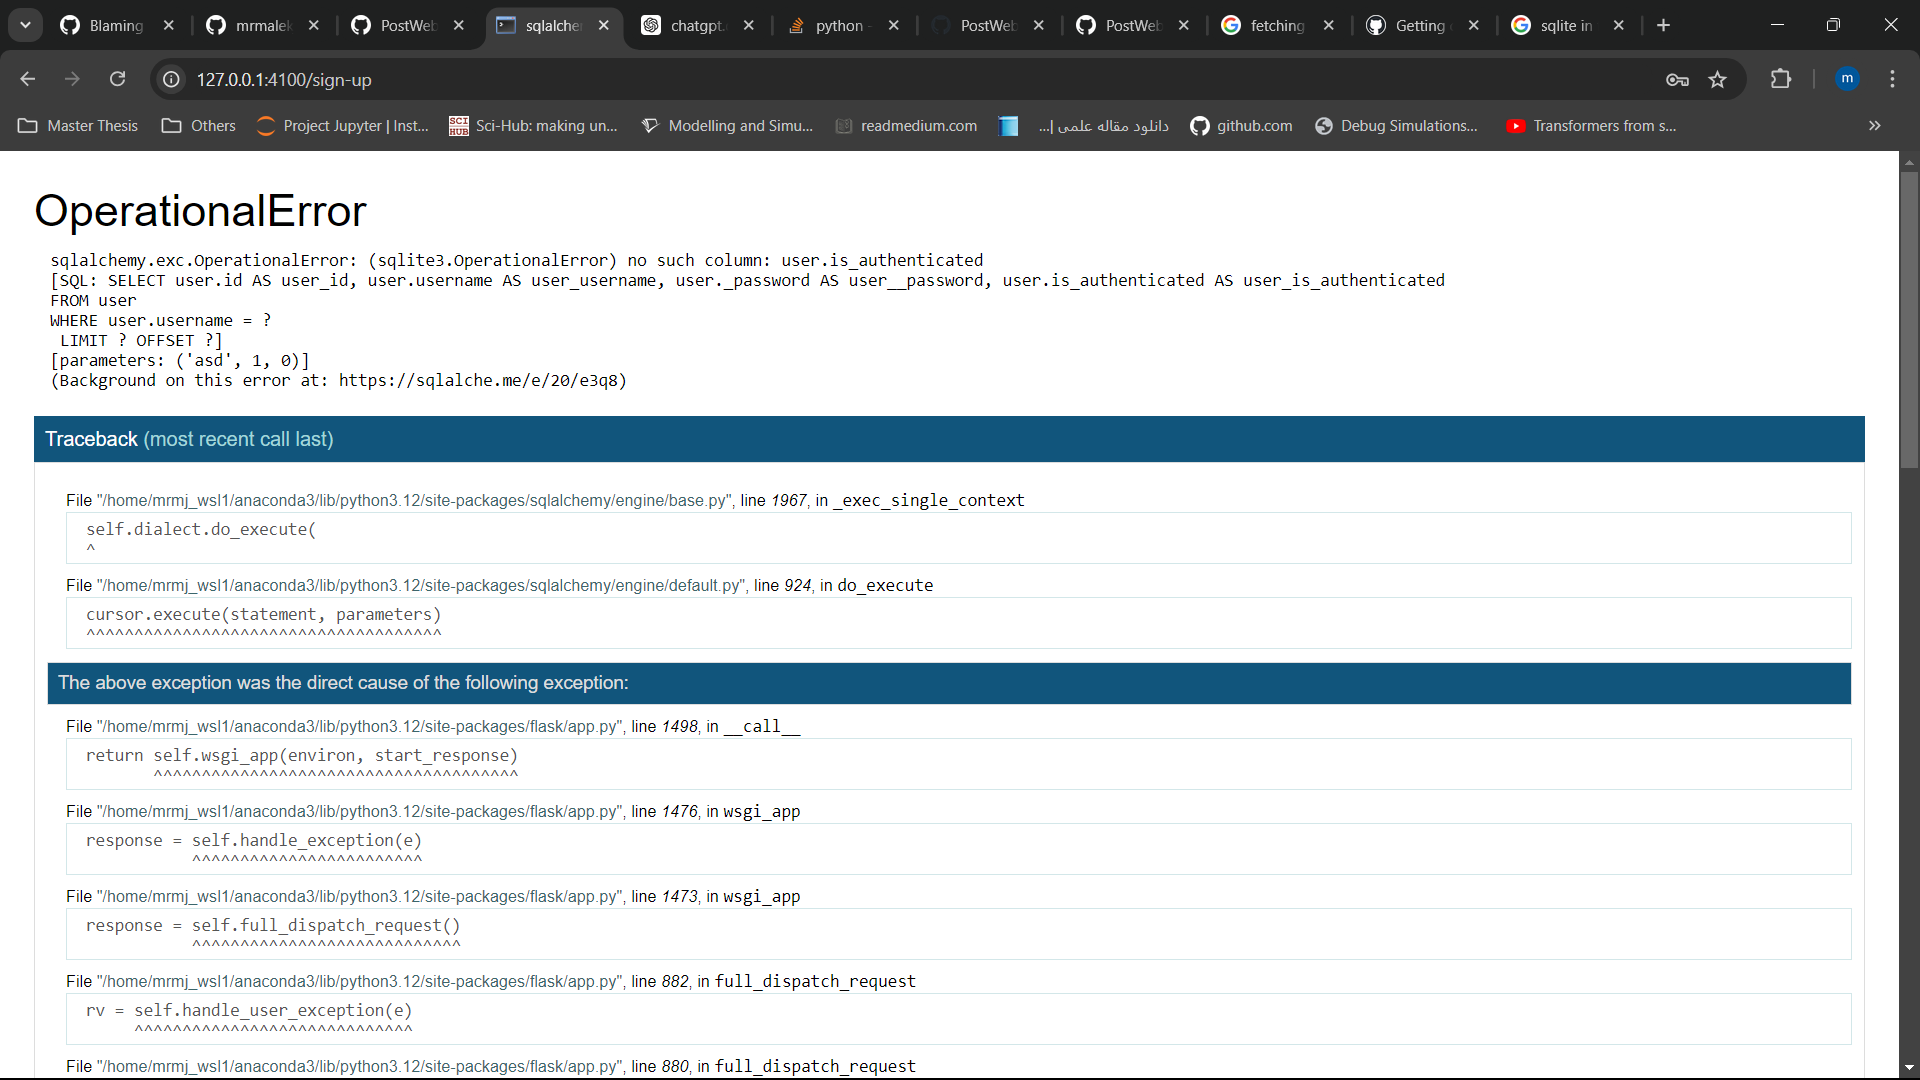 Blaming
mrmalek
PostWeb
sqlalche
chatgpt.
python -
PostWeb
PostWeb
fetching
Getting
sqlite in
127.0.0.1:4100/sign-up
m
Master Thesis
Others
Project Jupyter | Inst...
SCI HUB
Sci-Hub: making un...
Modelling and Simu...
readmedium.com
دانلود مقاله علمی |...
github.com
Debug Simulations...
Transformers from s...
»
OperationalError
sqlalchemy.exc.OperationalError: (sqlite3.OperationalError) no such column: user.is_authenticated
[SQL: SELECT user.id AS user_id, user.username AS user_username, user._password AS user__password, user.is_authenticated AS user_is_authenticated
FROM user
WHERE user.username = ?
LIMIT ? OFFSET ?]
[parameters: ('asd', 1, 0)]
(Background on this error at: https://sqlalche.me/e/20/e3q8)
Traceback (most recent call last)
File "/home/mrmj_wsl1/anaconda3/lib/python3.12/site-packages/sqlalchemy/engine/base.py", line 1967, in _exec_single_context
self.dialect.do_execute(
^
File "/home/mrmj_wsl1/anaconda3/lib/python3.12/site-packages/sqlalchemy/engine/default.py", line 924, in do_execute
cursor.execute(statement, parameters)
^^^^^^^^^^^^^^^^^^^^^^^^^^^^^^^^^^^^^
The above exception was the direct cause of the following exception:
File "/home/mrmj_wsl1/anaconda3/lib/python3.12/site-packages/flask/app.py", line 1498, in __call__
return self.wsgi_app(environ, start_response)
^^^^^^^^^^^^^^^^^^^^^^^^^^^^^^^^^^^^^^
File "/home/mrmj_wsl1/anaconda3/lib/python3.12/site-packages/flask/app.py", line 1476, in wsgi_app
response = self.handle_exception(e)
^^^^^^^^^^^^^^^^^^^^^^^^
File "/home/mrmj_wsl1/anaconda3/lib/python3.12/site-packages/flask/app.py", line 1473, in wsgi_app
response = self.full_dispatch_request()
^^^^^^^^^^^^^^^^^^^^^^^^^^^^
File "/home/mrmj_wsl1/anaconda3/lib/python3.12/site-packages/flask/app.py", line 882, in full_dispatch_request
rv = self.handle_user_exception(e)
^^^^^^^^^^^^^^^^^^^^^^^^^^^^^
File "/home/mrmj_wsl1/anaconda3/lib/python3.12/site-packages/flask/app.py", line 880, in full_dispatch_request